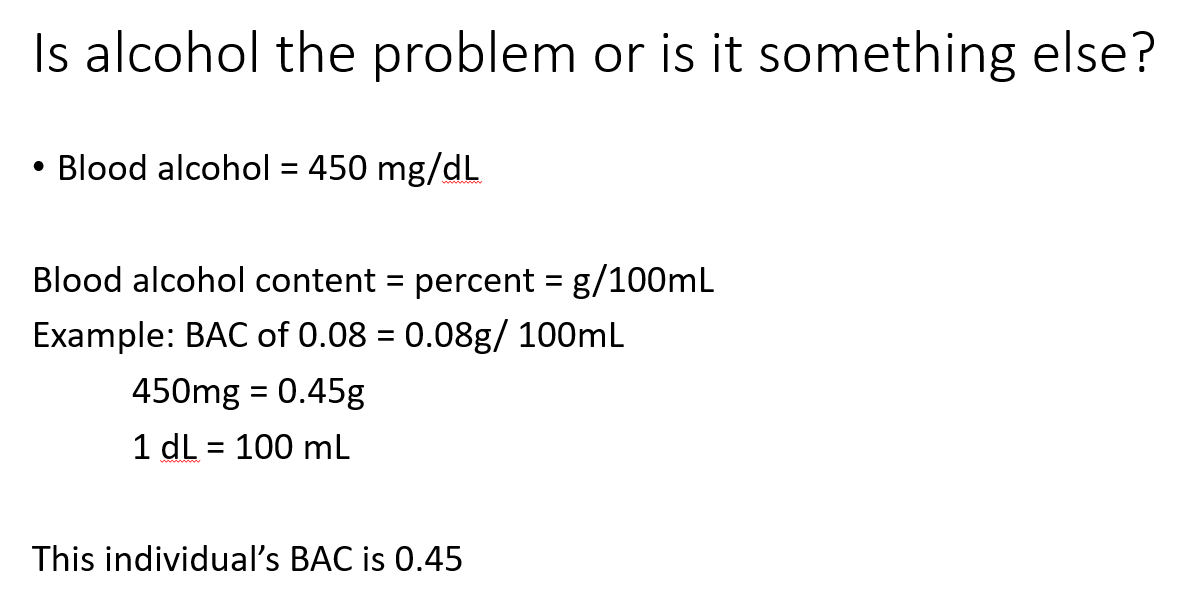 Is alcohol the problem or is it something else?
• Blood alcohol = 450 mg/dL
Blood alcohol content = percent = g/100mL
Example: BAC of 0.08 = 0.08g/ 100mL
450mg = 0.45g
1 dL = 100 mL
This individual’s BAC is 0.45